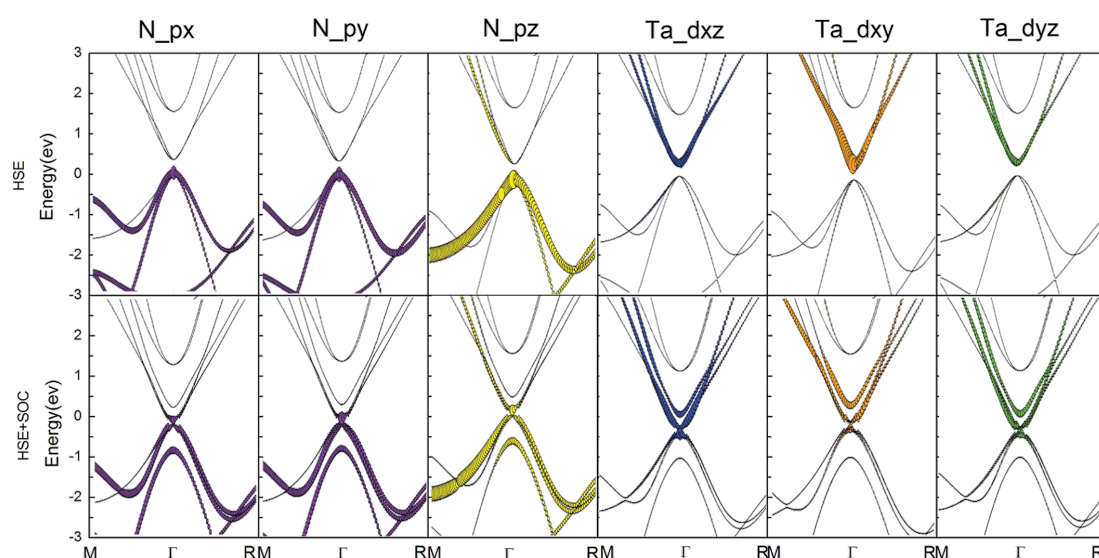 N_px N_py N_pz Ta_dxz Ta_dxy Ta_dyz
HSE
Energy(ev)
3
2
1
0
-1
-2
-3
HSE+SOC
Energy(ev)
2
1
0
-1
-2
-3
M Γ RM Γ RM Γ RM Γ RM Γ RM Γ R